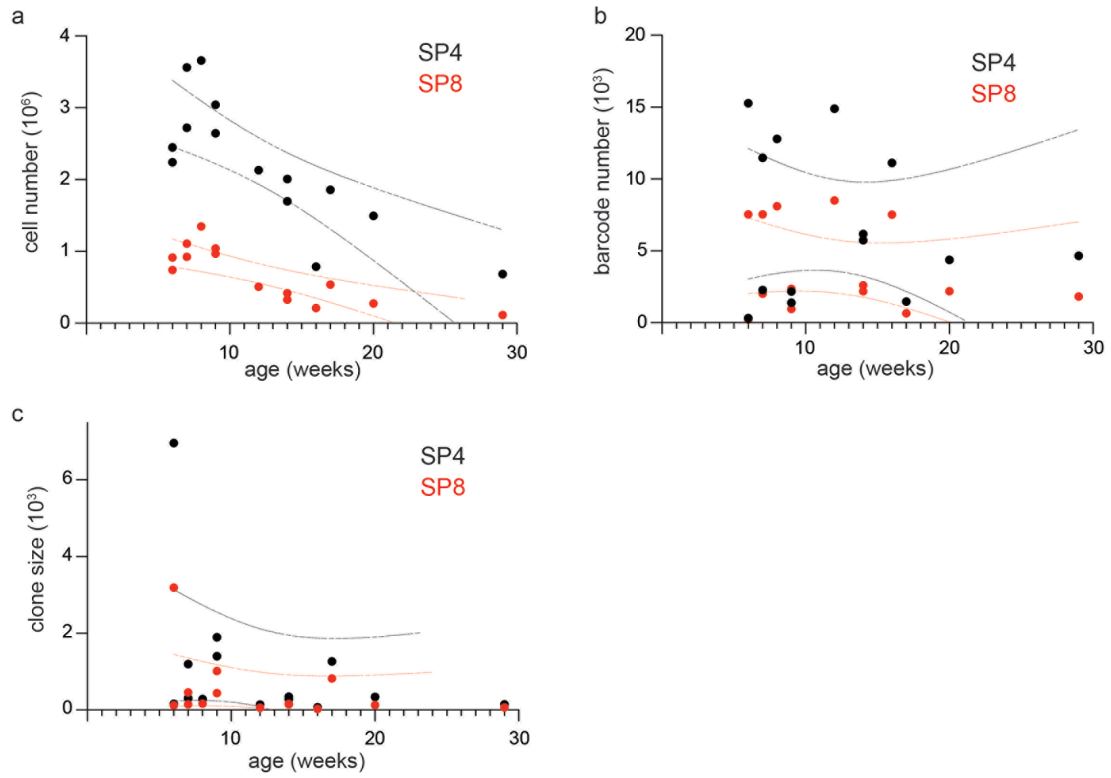 a
4
3
2
1
0
10
20
30
cell number (10⁶)
age (weeks)
SP4
SP8
b
20
15
10
5
0
10
20
30
barcode number (10³)
age (weeks)
SP4
SP8
c
6
4
2
0
10
20
30
clone size (10³)
age (weeks)
SP4
SP8